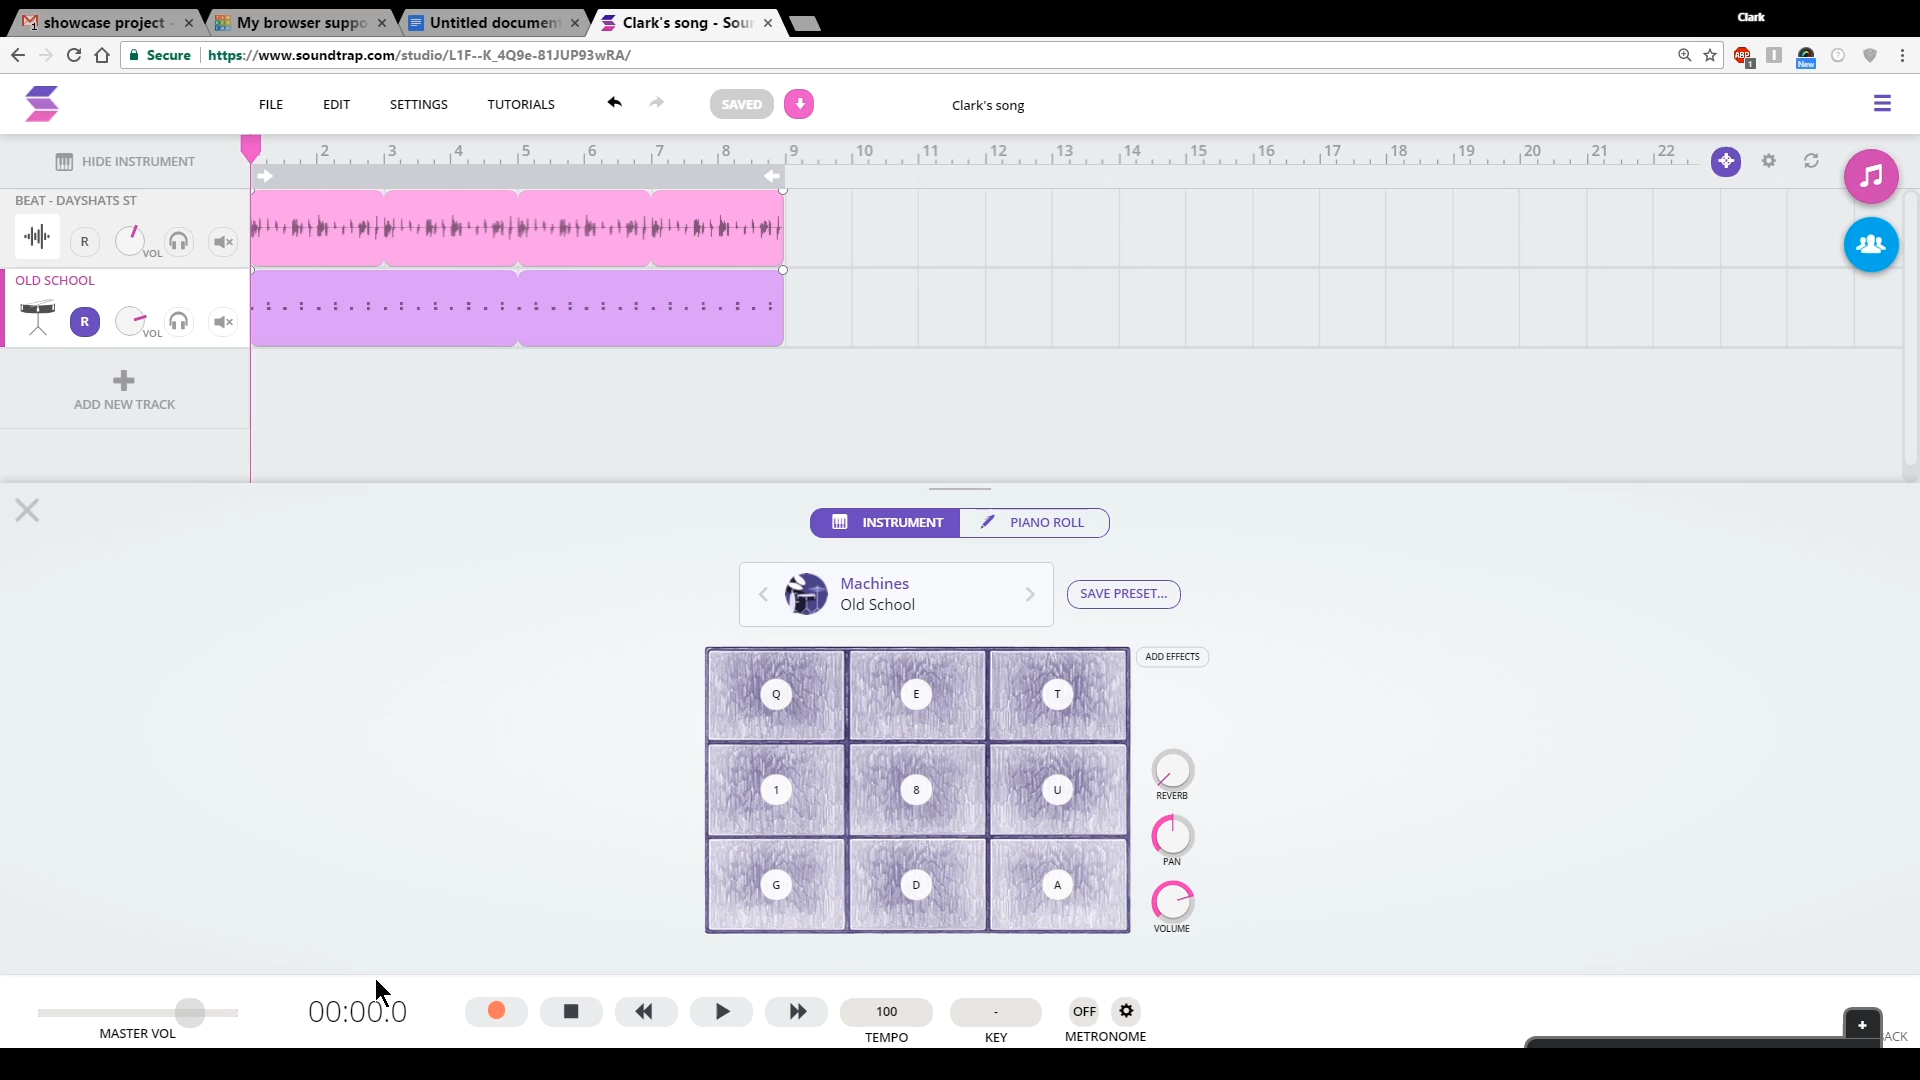 Clark
showcase project -
My browser suppo
Untitled documen
Clark's song - Soun
Secure
https://www.soundtrap.com/studio/L1F--K_4Q9e-81JUP93wRA/
ABP
1
New
FILE
EDIT
SETTINGS
TUTORIALS
SAVED
Clark's song
HIDE INSTRUMENT
2 3 4 5 6 7 8 9 10 11 12 13 14 15 16 17 18 19 20 21 22
BEAT - DAYSHATS ST
R
VOL
OLD SCHOOL
R
VOL
ADD NEW TRACK
INSTRUMENT
PIANO ROLL
Machines
Old School
SAVE PRESET...
ADD EFFECTS
Q E T
1 8 U
G D A
REVERB
PAN
VOLUME
MASTER VOL
00:00.0
100
TEMPO
-
KEY
OFF
METRONOME
ACK